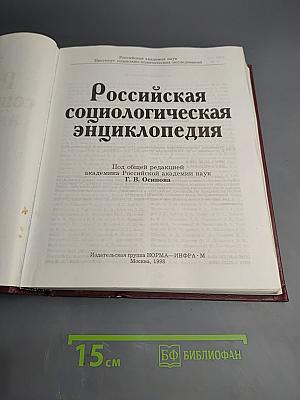 Российская академия наук
Институт социально-политических исследований
Российская
социологическая
энциклопедия
Под общей редакцией
академика Российской академии наук
Г. В. Осипова
Издательская группа НОРМА—ИНФРА · М
Москва, 1998
15 см
БФ БИБЛИОФАН